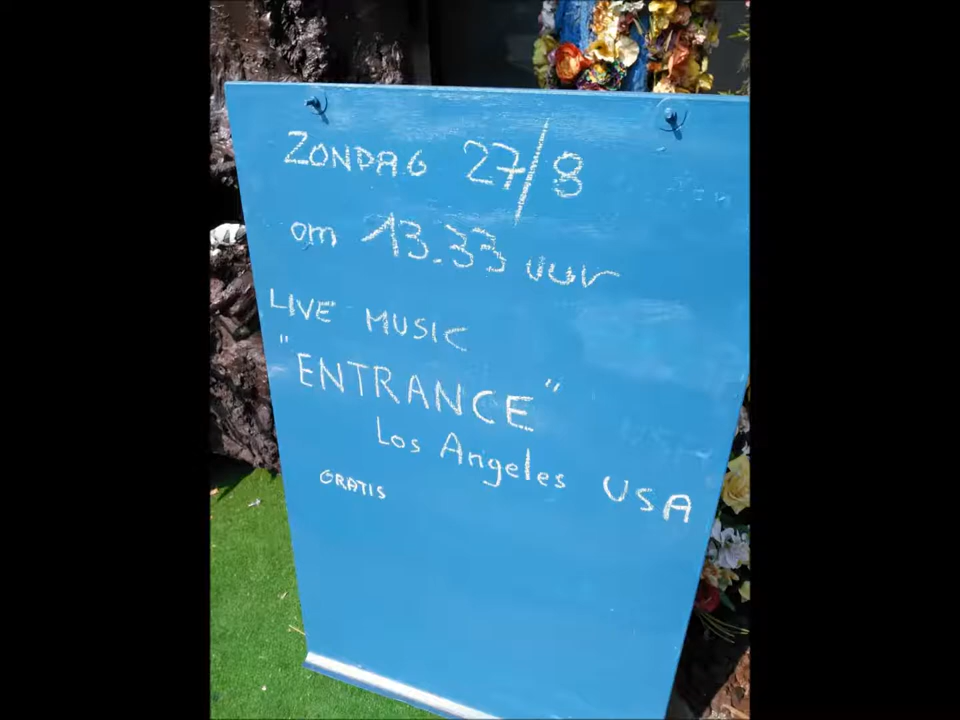 ZONDAG 27/8
om 13.33 uur
LIVE MUSIC
"ENTRANCE"
Los Angeles USA
GRATIS